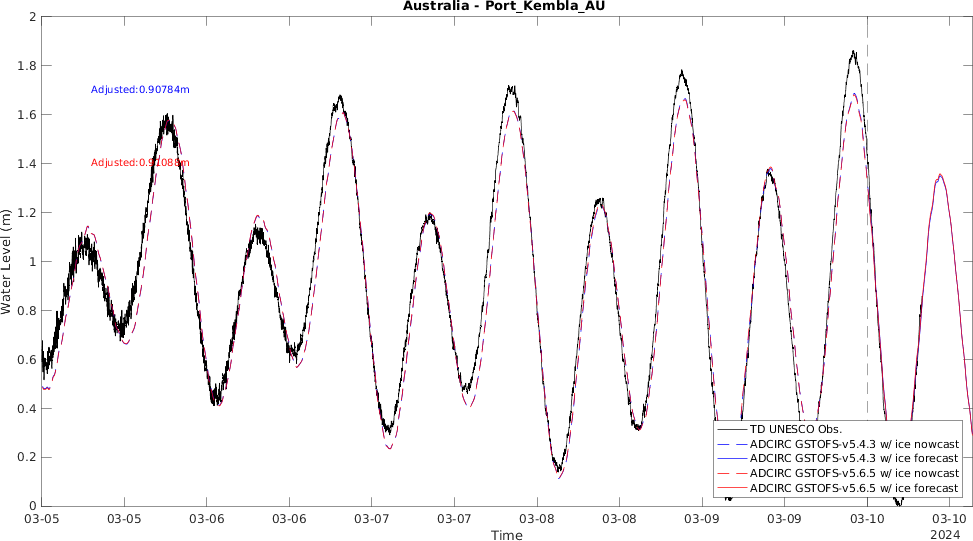 Australia - Port_Kembla_AU
2
1.8
1.6
1.4
1.2
1
0.8
0.6
0.4
0.2
0
Water Level (m)
Adjusted:0.90784m
Adjusted:0.91088m
TD UNESCO Obs.
ADCIRC GSTOFS-v5.4.3 w/ ice nowcast
ADCIRC GSTOFS-v5.4.3 w/ ice forecast
ADCIRC GSTOFS-v5.6.5 w/ ice nowcast
ADCIRC GSTOFS-v5.6.5 w/ ice forecast
03-05 03-05 03-06 03-06 03-07 03-07 03-08 03-08 03-09 03-09 03-10 03-10
2024
Time